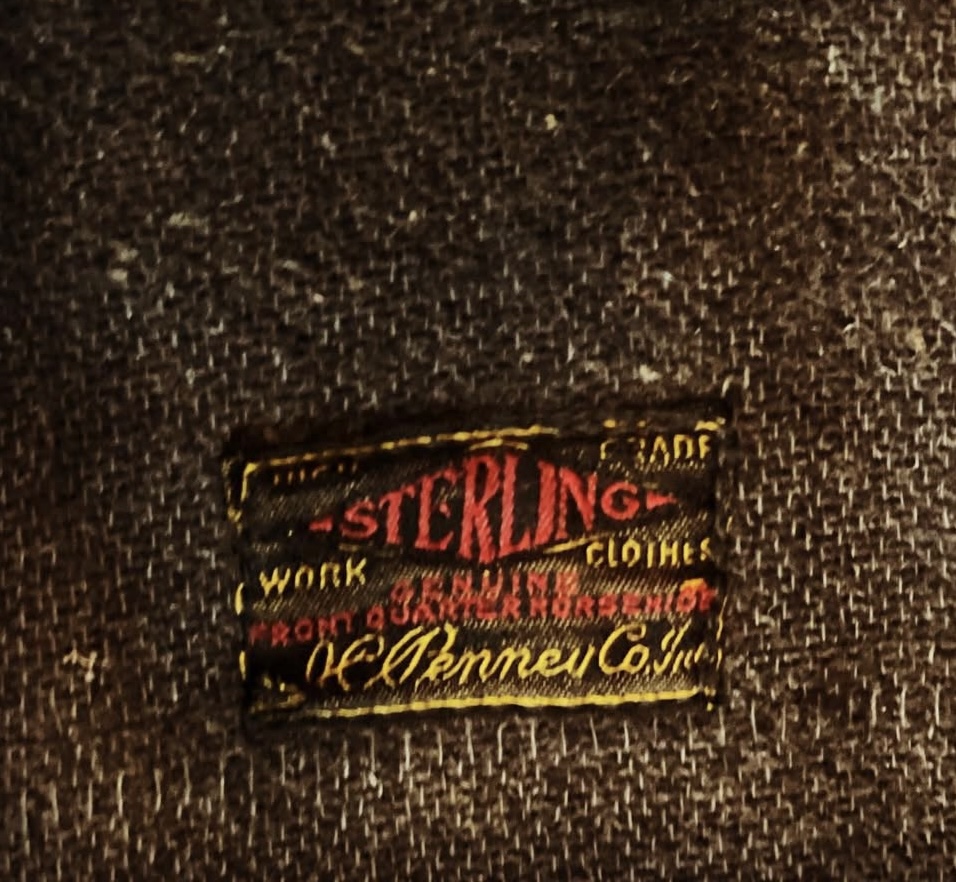 HIGH GRADE
-STERLING-
WORK CLOTHES
GENUINE
FRONT QUARTER HORSEHIDE
J.C. Penney Co. Inc.